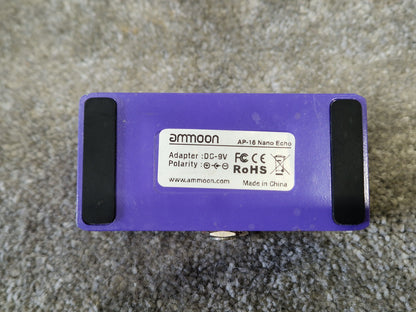 ammoon AP-16 Nano Echo
Adapter : DC-9V FC CE
Polarity : RoHS
www.ammoon.com Made in China